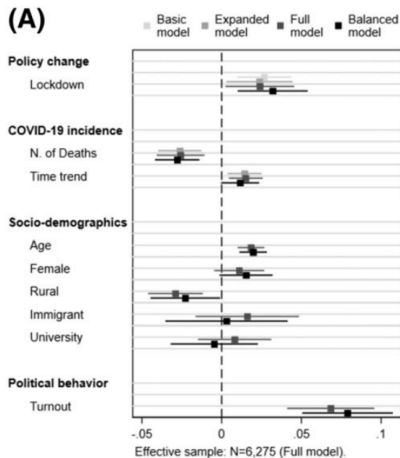 (A)
Basic model
Expanded model
Full model
Balanced model
Policy change
Lockdown
COVID-19 incidence
N. of Deaths
Time trend
Socio-demographics
Age
Female
Rural
Immigrant
University
Political behavior
Turnout
-.05 0 .05 .1
Effective sample: N=6,275 (Full model).